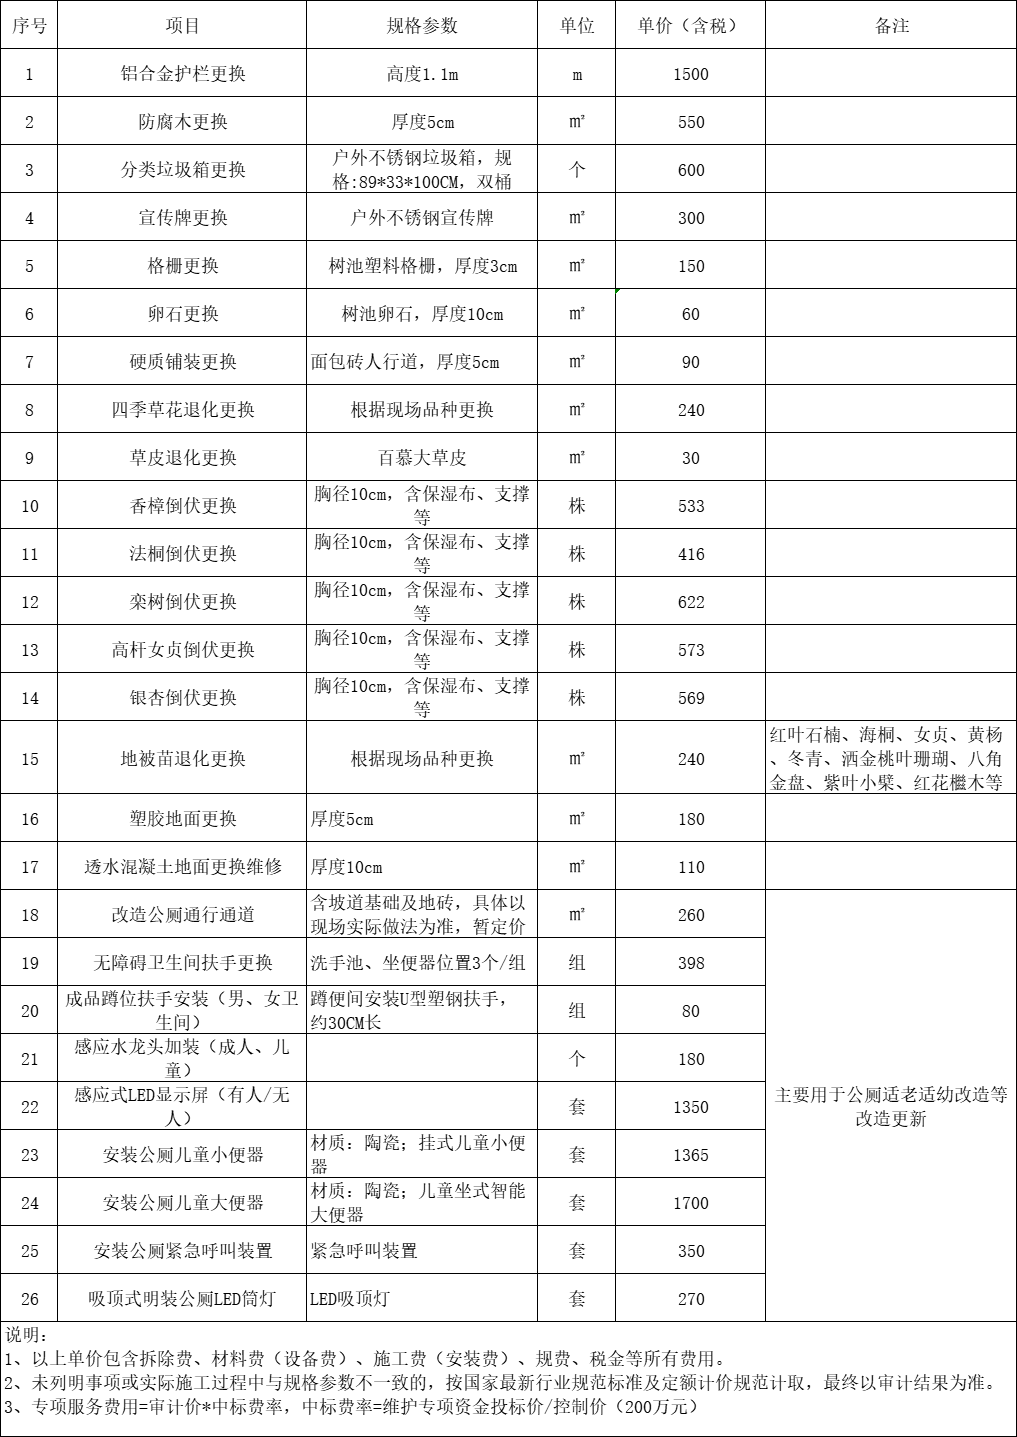 序号 项目 规格参数 单位 单价（含税） 备注
1 铝合金护栏更换 高度1.1m m 1500
2 防腐木更换 厚度5cm ㎡ 550
3 分类垃圾箱更换 户外不锈钢垃圾箱，规
格:89*33*100CM，双桶 个 600
4 宣传牌更换 户外不锈钢宣传牌 ㎡ 300
5 格栅更换 树池塑料格栅，厚度3cm ㎡ 150
6 卵石更换 树池卵石，厚度10cm ㎡ 60
7 硬质铺装更换 面包砖人行道，厚度5cm ㎡ 90
8 四季草花退化更换 根据现场品种更换 ㎡ 240
9 草皮退化更换 百慕大草皮 ㎡ 30
10 香樟倒伏更换 胸径10cm，含保湿布、支撑
等 株 533
11 法桐倒伏更换 胸径10cm，含保湿布、支撑
等 株 416
12 栾树倒伏更换 胸径10cm，含保湿布、支撑
等 株 622
13 高杆女贞倒伏更换 胸径10cm，含保湿布、支撑
等 株 573
14 银杏倒伏更换 胸径10cm，含保湿布、支撑
等 株 569
15 地被苗退化更换 根据现场品种更换 ㎡ 240 红叶石楠、海桐、女贞、黄杨
、冬青、洒金桃叶珊瑚、八角
金盘、紫叶小檗、红花檵木等
16 塑胶地面更换 厚度5cm ㎡ 180
17 透水混凝土地面更换维修 厚度10cm ㎡ 110
18 改造公厕通行通道 含坡道基础及地砖，具体以
现场实际做法为准，暂定价 ㎡ 260
19 无障碍卫生间扶手更换 洗手池、坐便器位置3个/组 组 398
20 成品蹲位扶手安装（男、女卫
生间） 蹲便间安装U型塑钢扶手，
约30CM长 组 80
21 感应水龙头加装（成人、儿
童） 个 180
22 感应式LED显示屏（有人/无
人） 套 1350
主要用于公厕适老适幼改造等
改造更新
23 安装公厕儿童小便器 材质：陶瓷；挂式儿童小便
器 套 1365
24 安装公厕儿童大便器 材质：陶瓷；儿童坐式智能
大便器 套 1700
25 安装公厕紧急呼叫装置 紧急呼叫装置 套 350
26 吸顶式明装公厕LED筒灯 LED吸顶灯 套 270
说明：
1、以上单价包含拆除费、材料费（设备费）、施工费（安装费）、规费、税金等所有费用。
2、未列明事项或实际施工过程中与规格参数不一致的，按国家最新行业规范标准及定额计价规范计取，最终以审计结果为准。
3、专项服务费用=审计价*中标费率，中标费率=维护专项资金投标价/控制价（200万元）